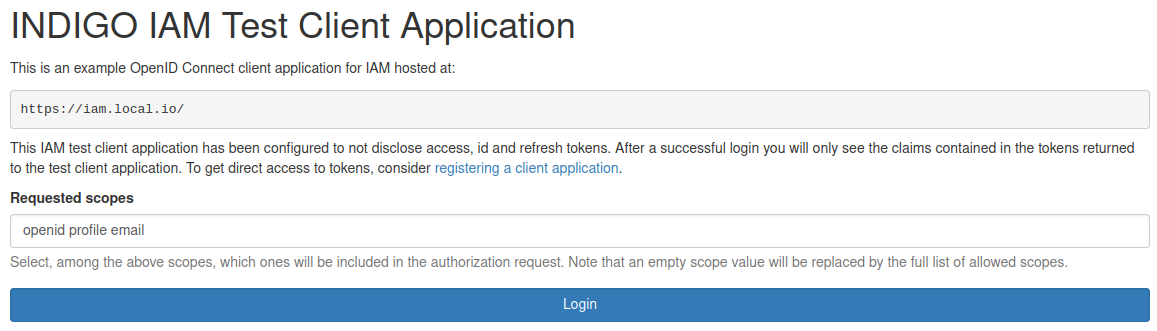 INDIGO IAM Test Client Application
This is an example OpenID Connect client application for IAM hosted at:
https://iam.local.io/
This IAM test client application has been configured to not disclose access, id and refresh tokens. After a successful login you will only see the claims contained in the tokens returned
to the test client application. To get direct access to tokens, consider registering a client application.
Requested scopes
openid profile email
Select, among the above scopes, which ones will be included in the authorization request. Note that an empty scope value will be replaced by the full list of allowed scopes.
Login